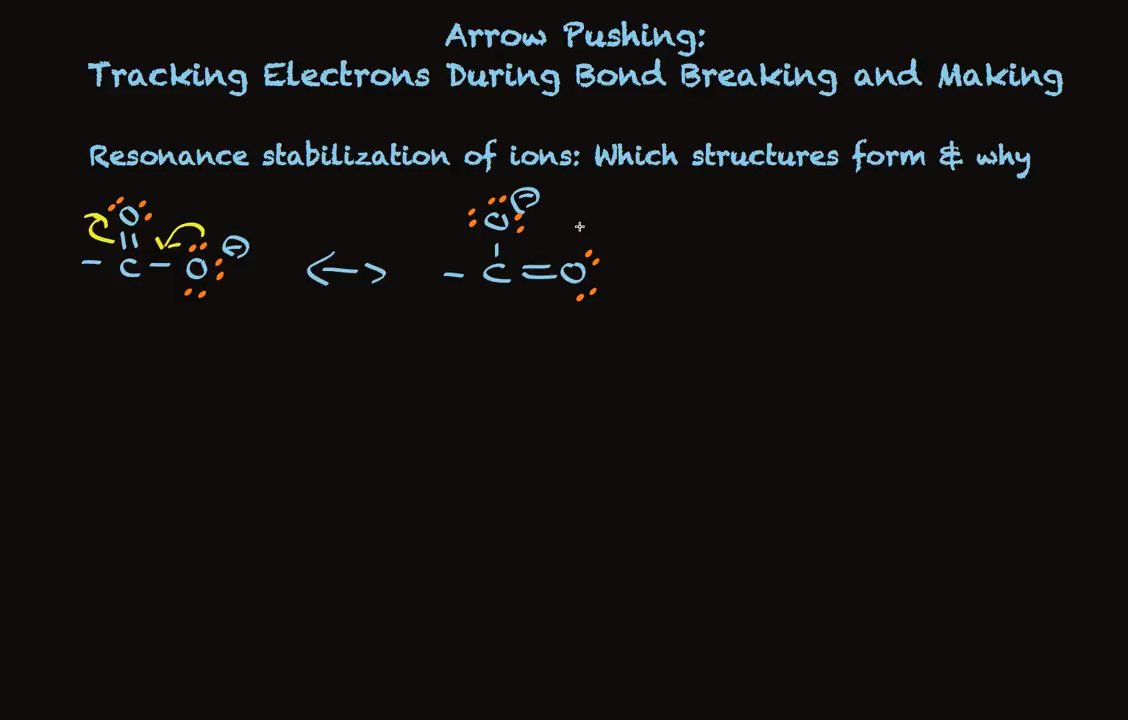 Arrow Pushing:
Tracking Electrons During Bond Breaking and Making
Resonance stabilization of ions: Which structures form & why
O O ⊖
|| ⊖ |
– C – O <—> – C = O